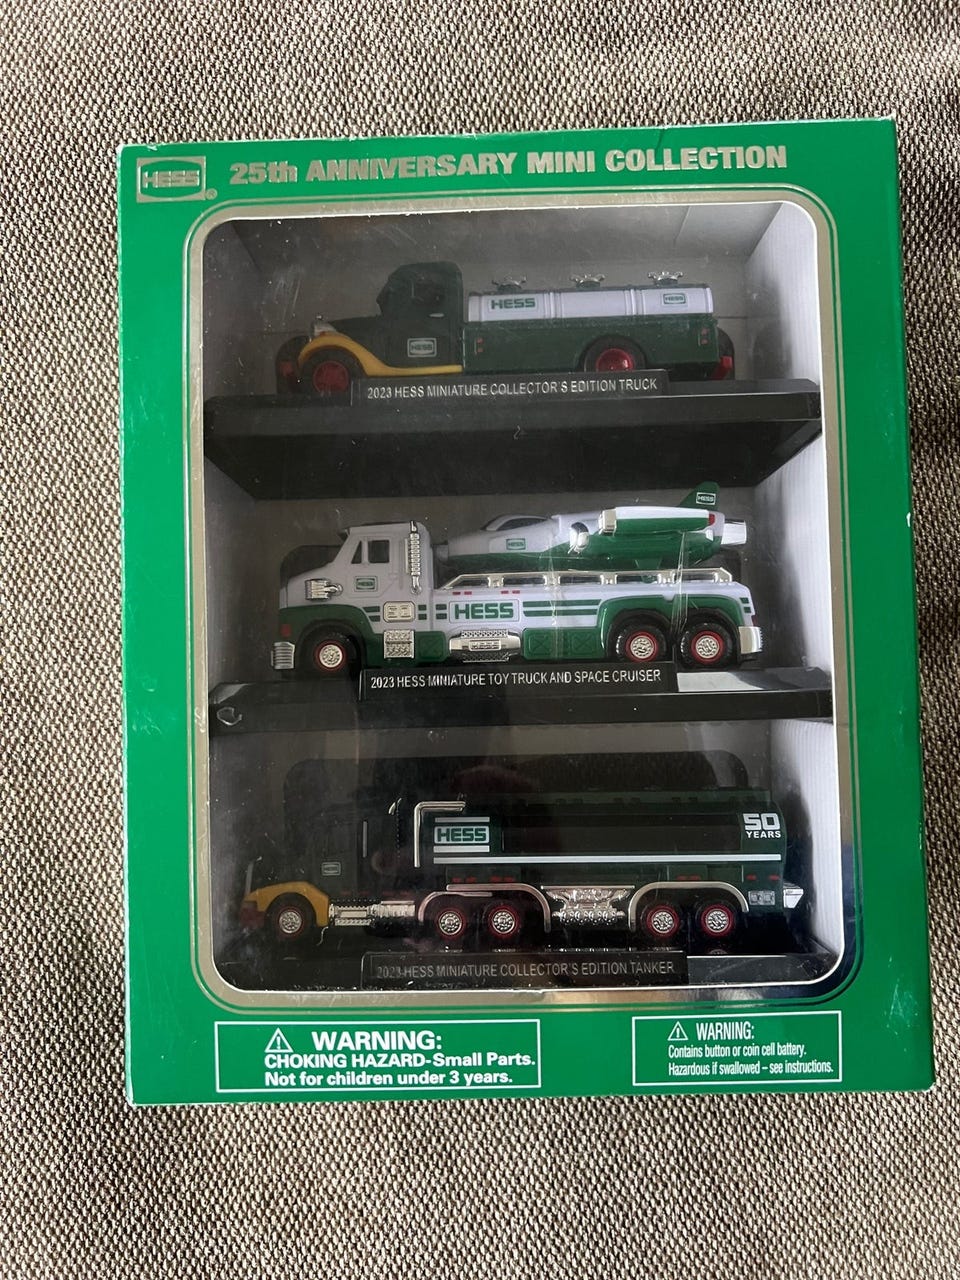 HESS®
25th ANNIVERSARY MINI COLLECTION
HESS
HESS
HESS
2023 HESS MINIATURE COLLECTOR'S EDITION TRUCK
HESS
HESS
HESS
HESS
2023 HESS MINIATURE TOY TRUCK AND SPACE CRUISER
HESS
50
YEARS
2023 HESS MINIATURE COLLECTOR'S EDITION TANKER
WARNING:
CHOKING HAZARD-Small Parts.
Not for children under 3 years.
WARNING:
Contains button or coin cell battery.
Hazardous if swallowed – see instructions.